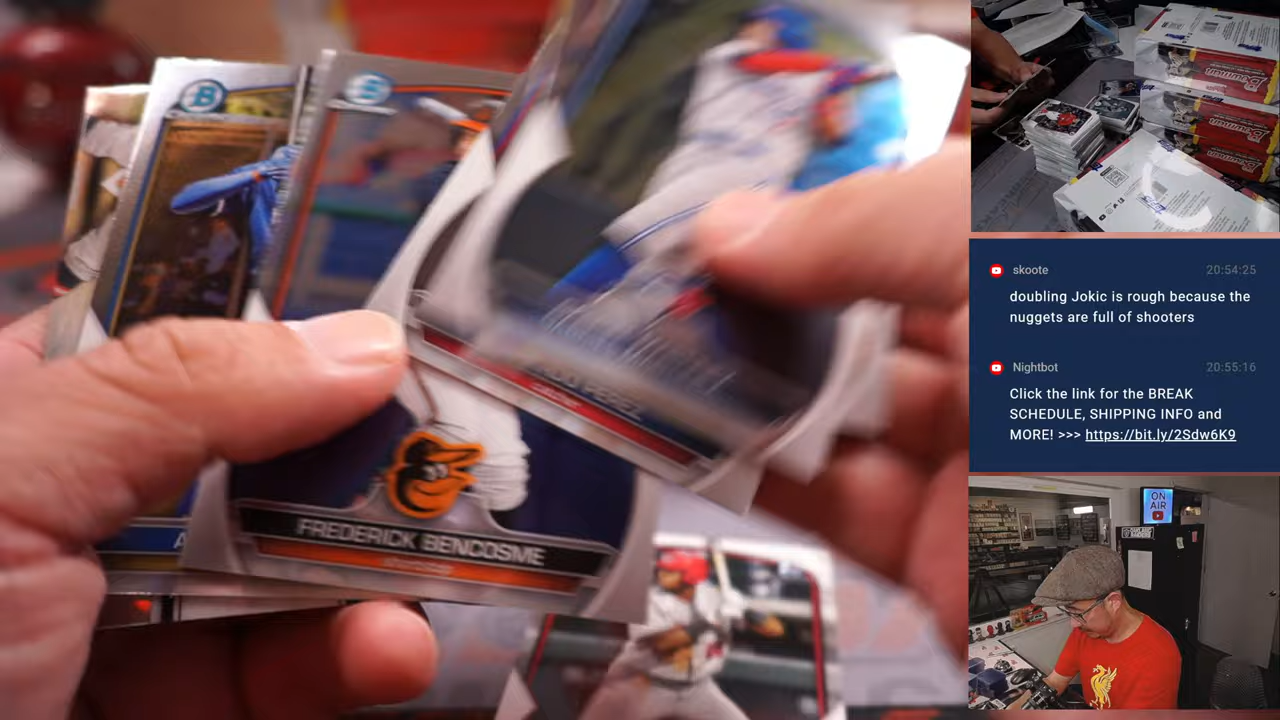 B
FREDERICK BENCOSME
PEREZ
Bowman
skoote 20:54:25
doubling Jokic is rough because the
nuggets are full of shooters
Nightbot 20:55:16
Click the link for the BREAK
SCHEDULE, SHIPPING INFO and
MORE! >>> https://bit.ly/2Sdw6K9
ON
AIR